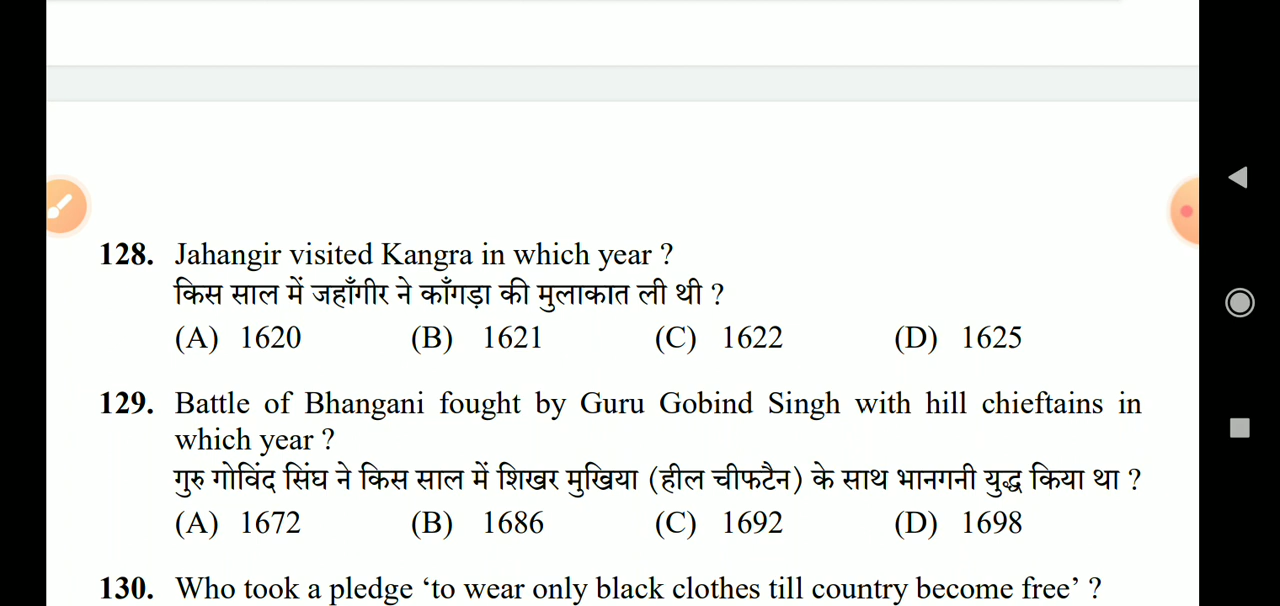 128. Jahangir visited Kangra in which year ?
किस साल में जहाँगीर ने काँगड़ा की मुलाकात ली थी ?
(A) 1620 (B) 1621 (C) 1622 (D) 1625
129. Battle of Bhangani fought by Guru Gobind Singh with hill chieftains in
which year ?
गुरु गोविंद सिंघ ने किस साल में शिखर मुखिया (हील चीफटैन) के साथ भानगनी युद्ध किया था ?
(A) 1672 (B) 1686 (C) 1692 (D) 1698
130. Who took a pledge ‘to wear only black clothes till country become free’ ?